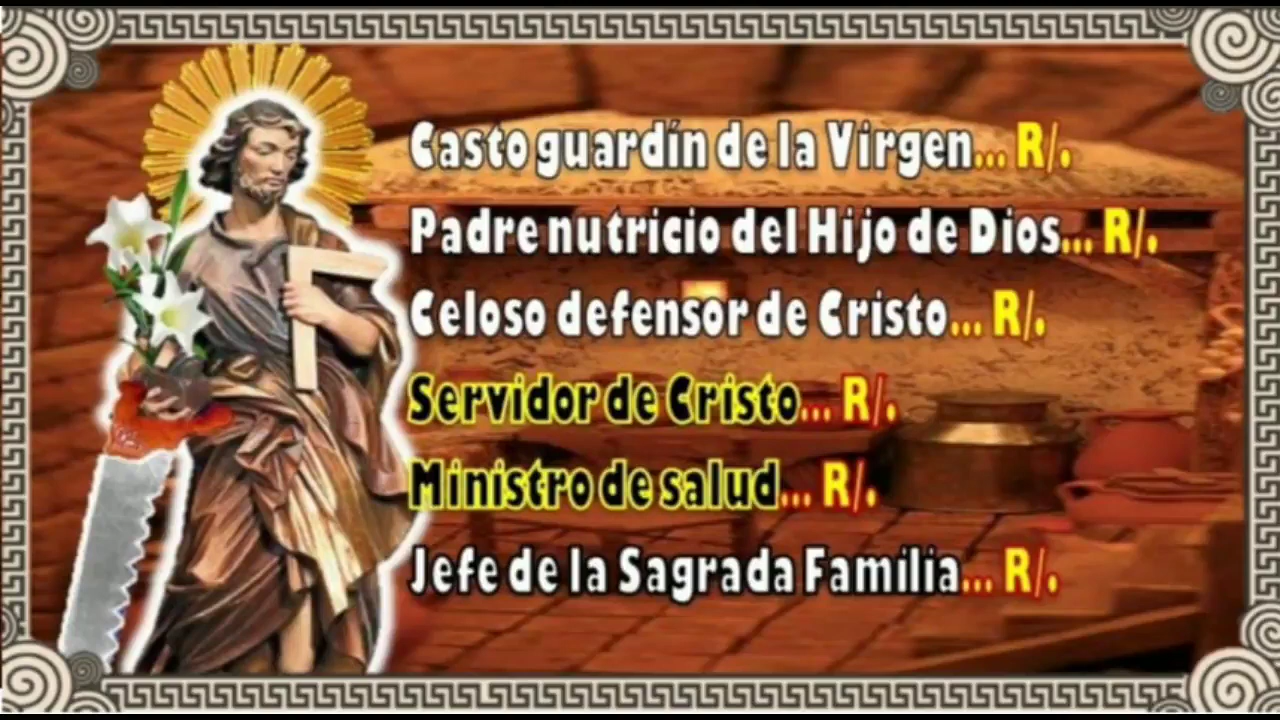 Casto guardín de la Virgen... R/.
Padre nutricio del Hijo de Dios... R/.
Celoso defensor de Cristo... R/.
Servidor de Cristo... R/.
Ministro de salud... R/.
Jefe de la Sagrada Familia... R/.